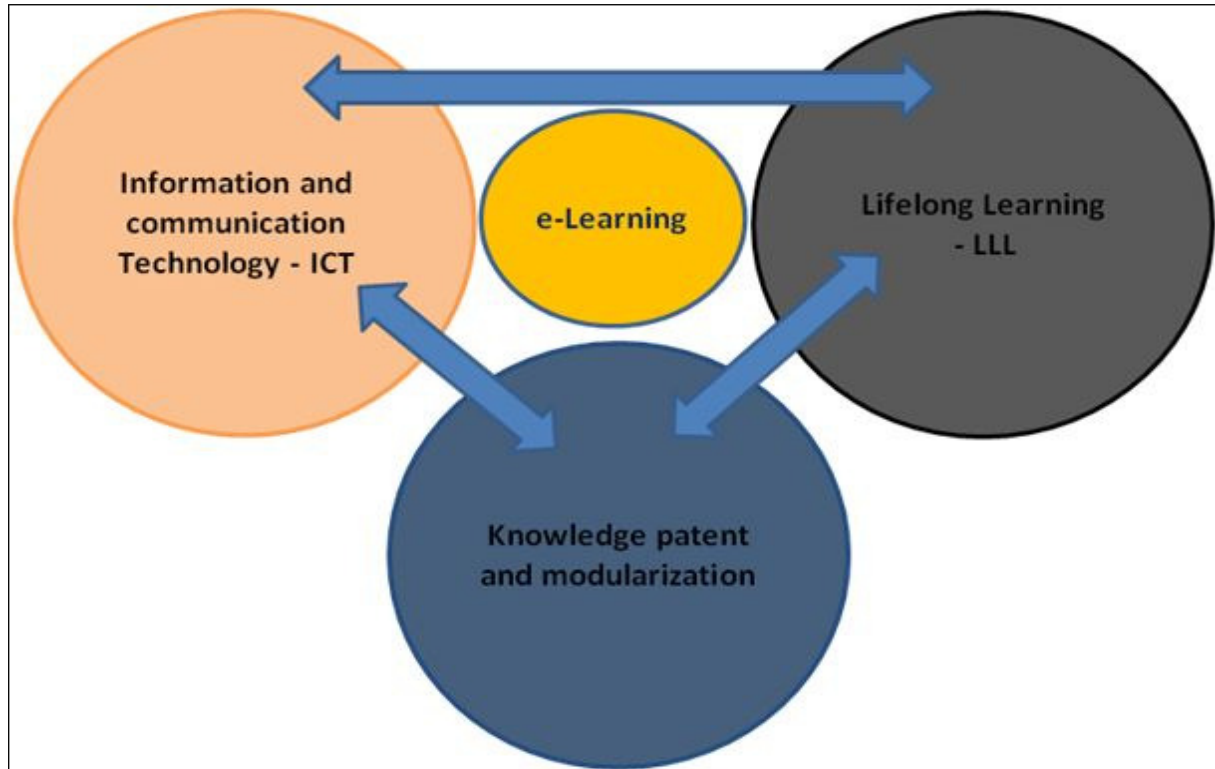 Information and
communication
Technology - ICT
e-Learning
Lifelong Learning
- LLL
Knowledge patent
and modularization